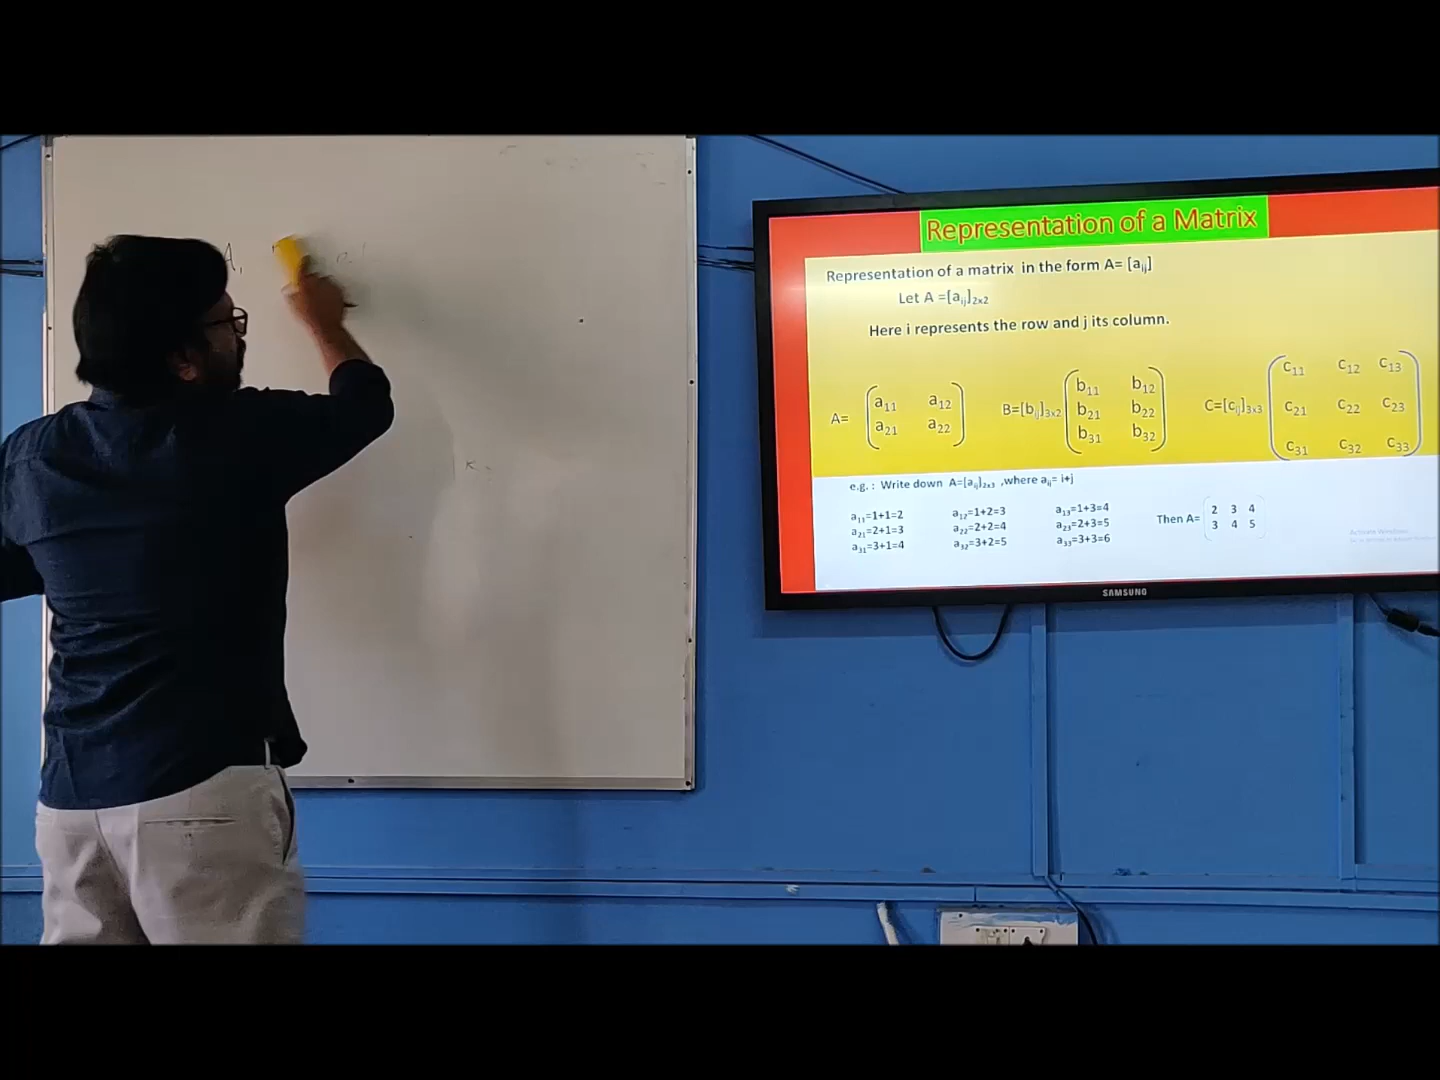 A,
Representation of a Matrix
Representation of a matrix in the form A= [aij]
Let A =[aij]2x2
Here i represents the row and j its column.
A= a11 a12 B=[bij]3x2 b11 b12 C=[cij]3x3 c11 c12 c13
a21 a22 b21 b22 c21 c22 c23
b31 b32 c31 c32 c33
e.g. : Write down A=[aij]2x3 ,where aij= i+j
a11=1+1=2 a12=1+2=3 a13=1+3=4
a21=2+1=3 a22=2+2=4 a23=2+3=5
a31=3+1=4 a32=3+2=5 a33=3+3=6
Then A= 2 3 4
3 4 5
Activate Windows
SAMSUNG